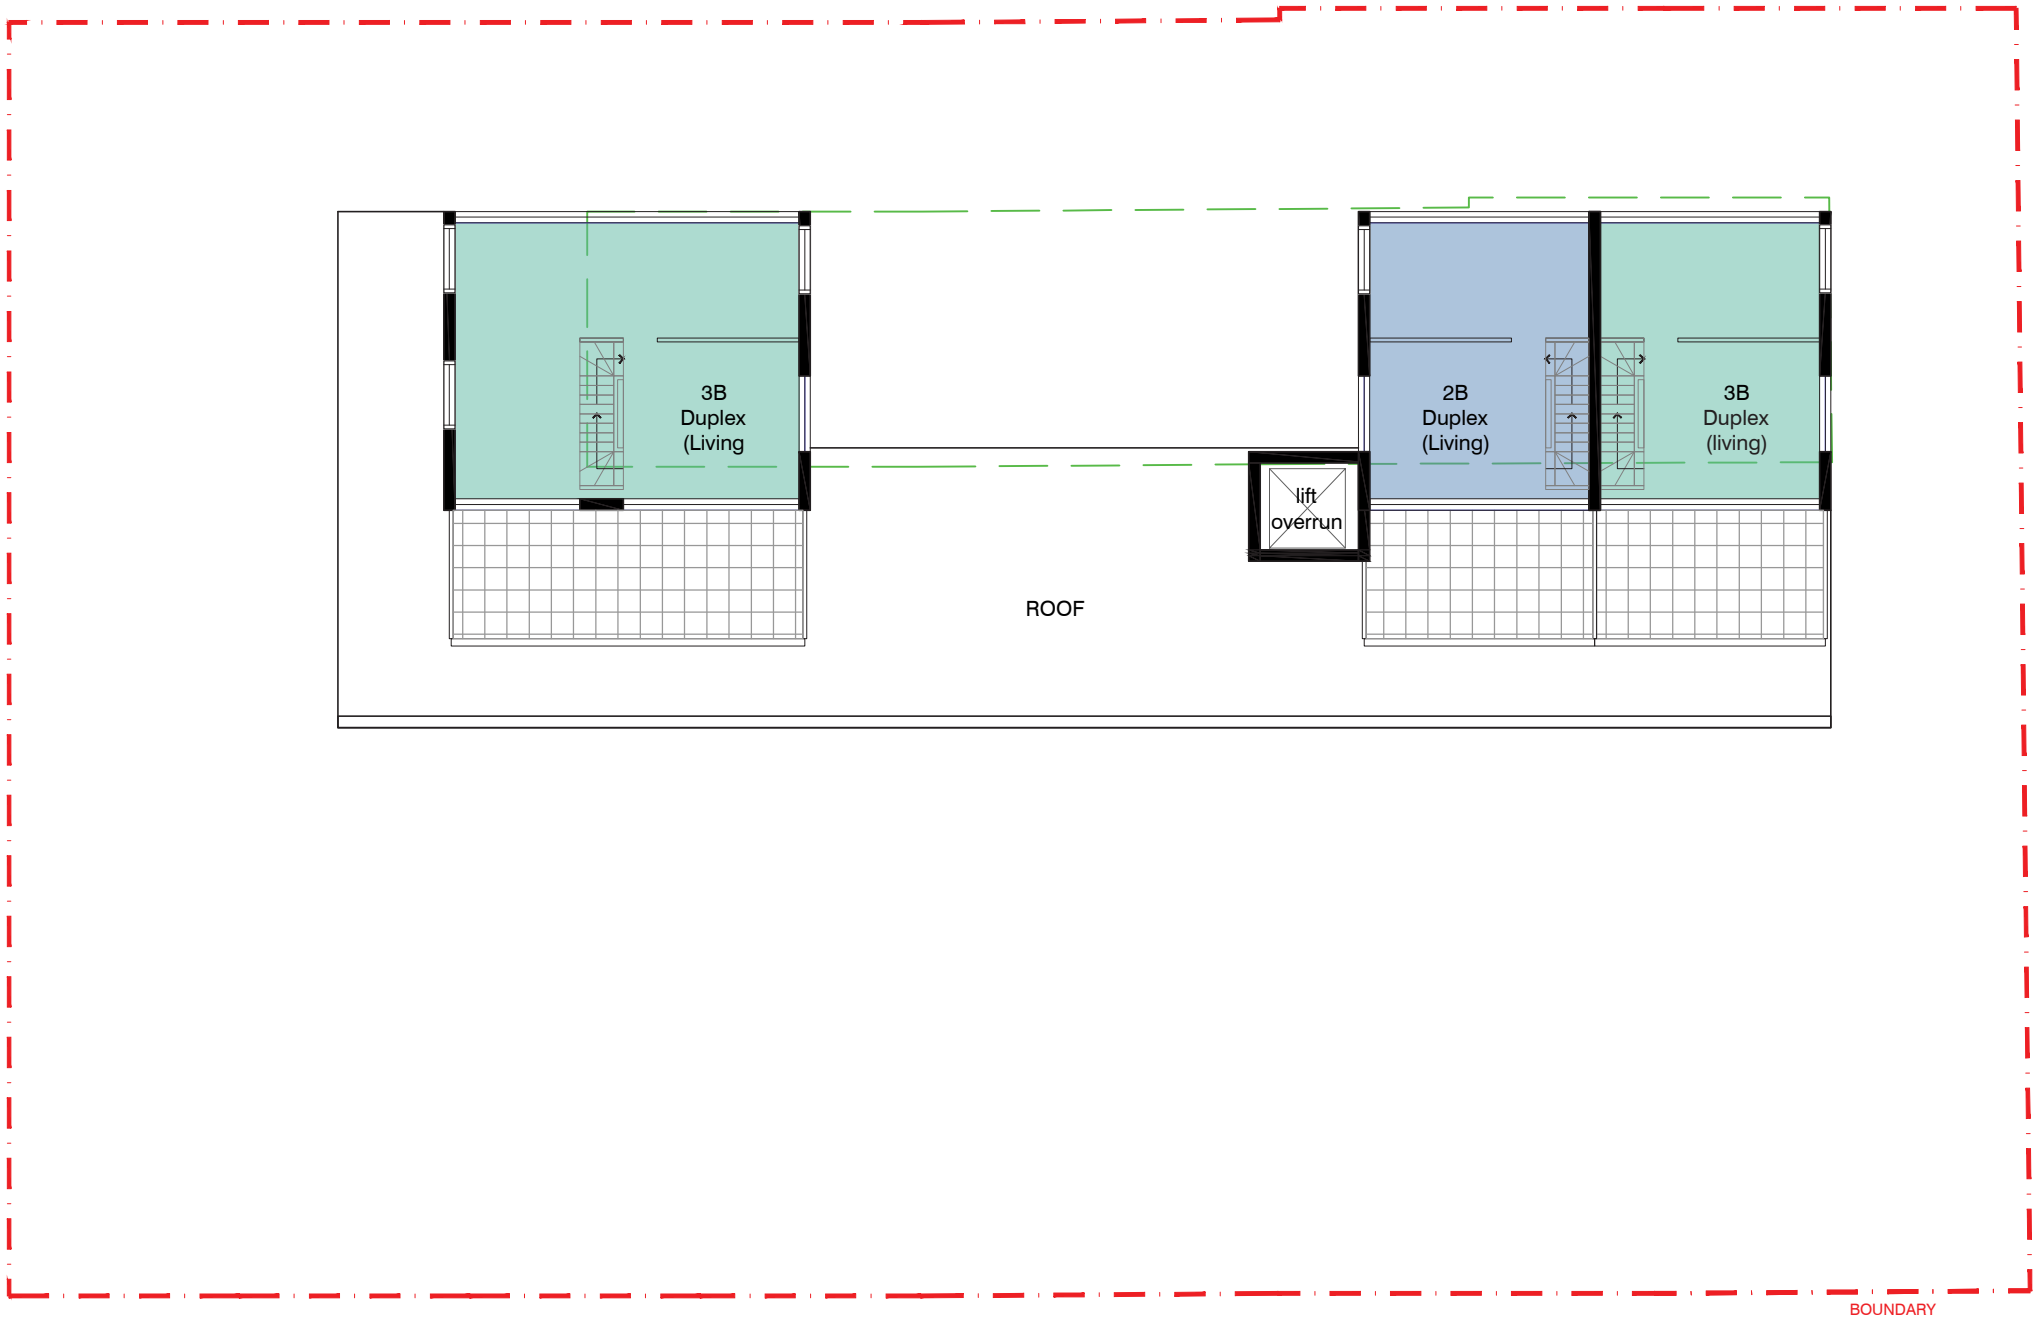 3B
Duplex
(Living
2B
Duplex
(Living)
3B
Duplex
(living)
lift
overrun
ROOF
BOUNDARY